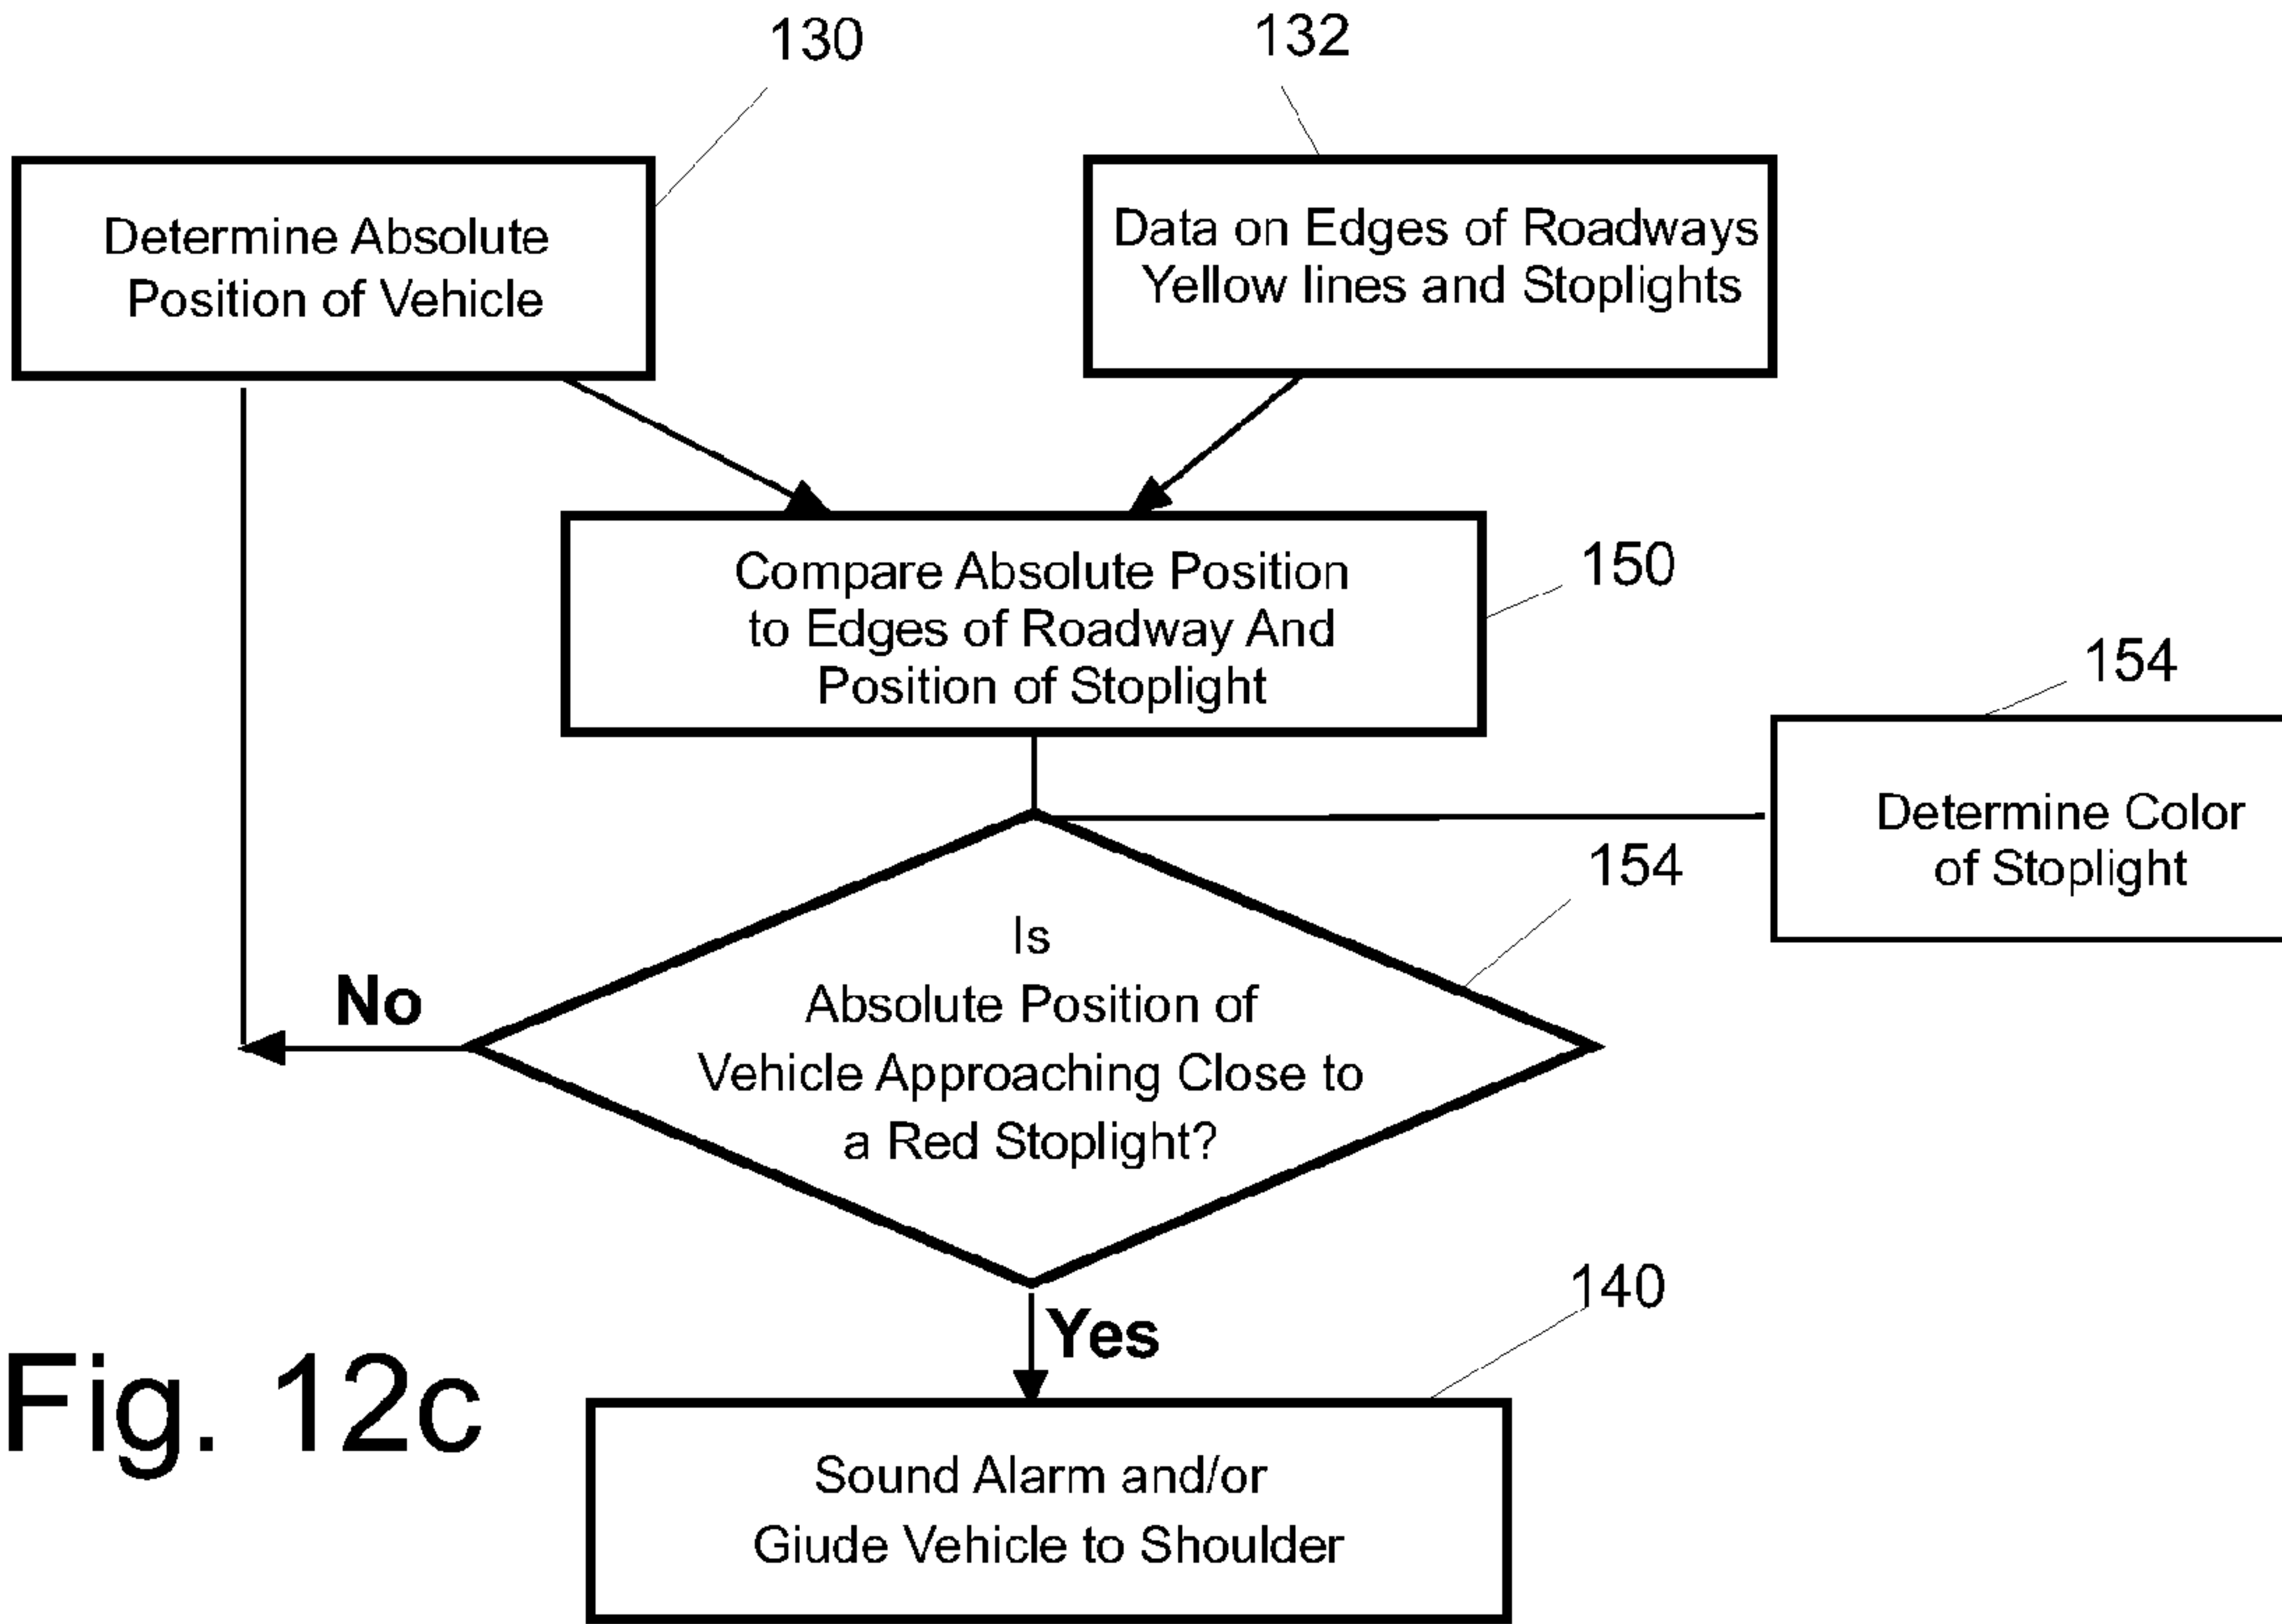 130
132
Determine Absolute
Position of Vehicle
Data on Edges of Roadways
Yellow lines and Stoplights
Compare Absolute Position
to Edges of Roadway And
Position of Stoplight
150
154
Determine Color
of Stoplight
154
Is
Absolute Position of
Vehicle Approaching Close to
a Red Stoplight?
No
Yes
140
Sound Alarm and/or
Giude Vehicle to Shoulder
Fig. 12c